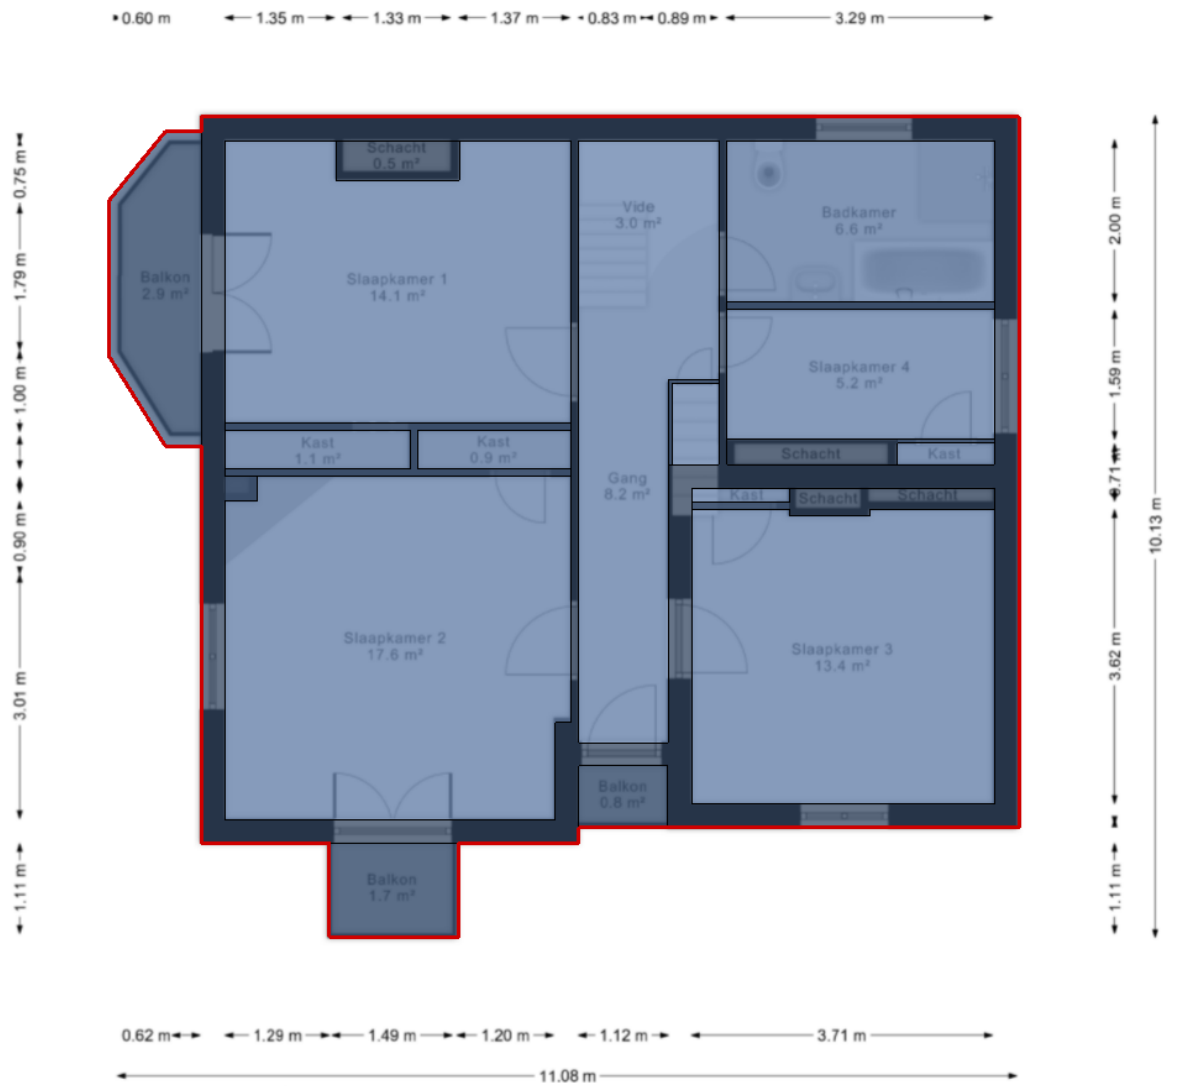 0.60 m
1.35 m
1.33 m
1.37 m
0.83 m
0.89 m
3.29 m
0.75 m
1.79 m
1.00 m
0.90 m
3.01 m
1.11 m
Schacht
0.5 m²
Vide
3.0 m²
Badkamer
6.6 m²
Balkon
2.9 m²
Slaapkamer 1
14.1 m²
Slaapkamer 4
5.2 m²
Kast
1.1 m²
Kast
0.9 m²
Schacht
Kast
Gang
8.2 m²
Kast
Schacht
Schacht
Slaapkamer 2
17.6 m²
Slaapkamer 3
13.4 m²
Balkon
0.8 m²
Balkon
1.7 m²
2.00 m
1.59 m
3.62 m
1.11 m
10.13 m
0.62 m
1.29 m
1.49 m
1.20 m
1.12 m
3.71 m
11.08 m